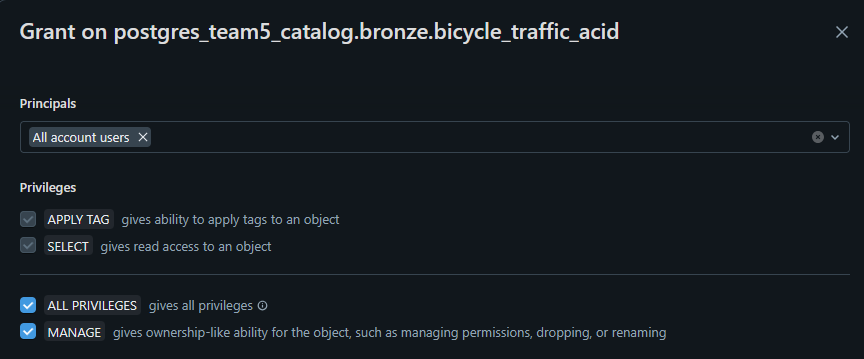 Grant on postgres_team5_catalog.bronze.bicycle_traffic_acid
Principals
All account users
Privileges
APPLY TAG gives ability to apply tags to an object
SELECT gives read access to an object
ALL PRIVILEGES gives all privileges
MANAGE gives ownership-like ability for the object, such as managing permissions, dropping, or renaming